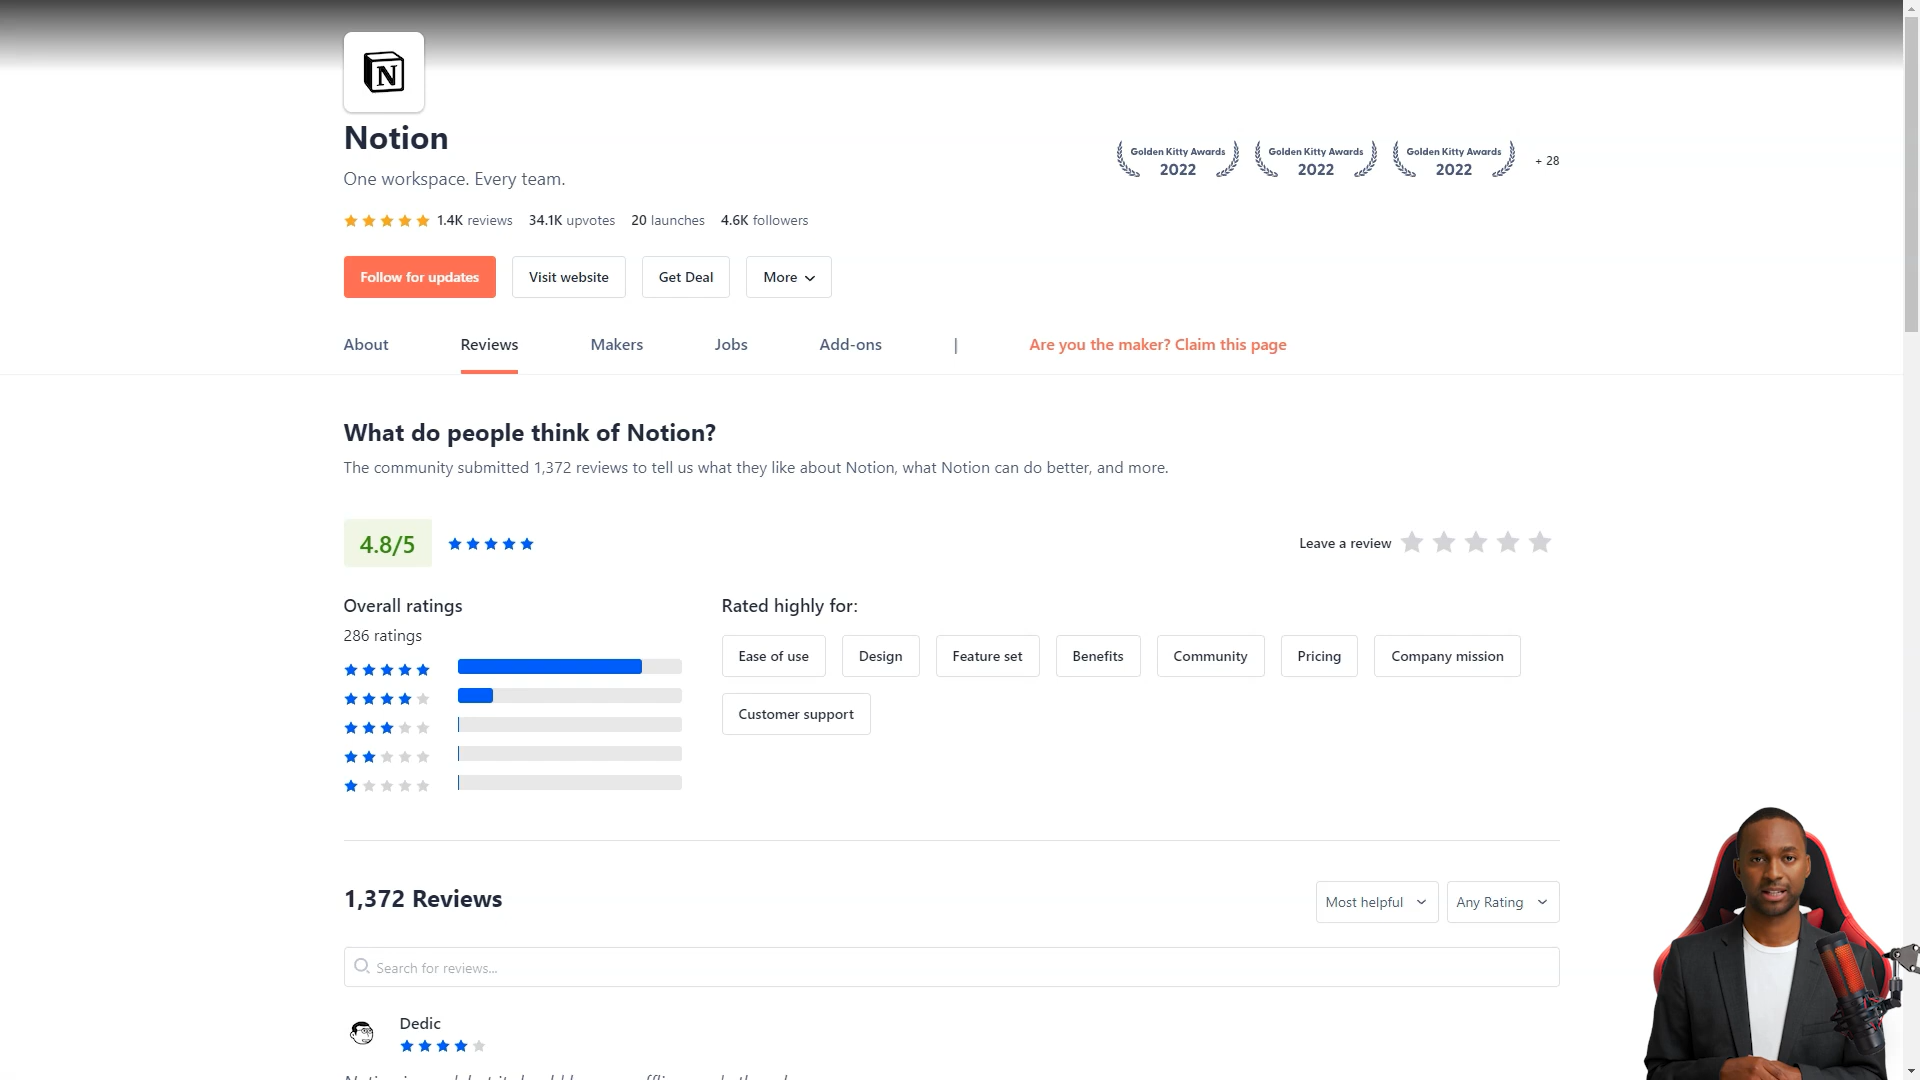 N
Notion
One workspace. Every team.
Golden Kitty Awards
2022
Golden Kitty Awards
2022
Golden Kitty Awards
2022
+ 28
1.4K reviews 34.1K upvotes 20 launches 4.6K followers
Follow for updates Visit website Get Deal More
About Reviews Makers Jobs Add-ons | Are you the maker? Claim this page
What do people think of Notion?
The community submitted 1,372 reviews to tell us what they like about Notion, what Notion can do better, and more.
4.8/5
Leave a review
Overall ratings
286 ratings
Rated highly for:
Ease of use Design Feature set Benefits Community Pricing Company mission
Customer support
1,372 Reviews
Most helpful Any Rating
Search for reviews...
Dedic